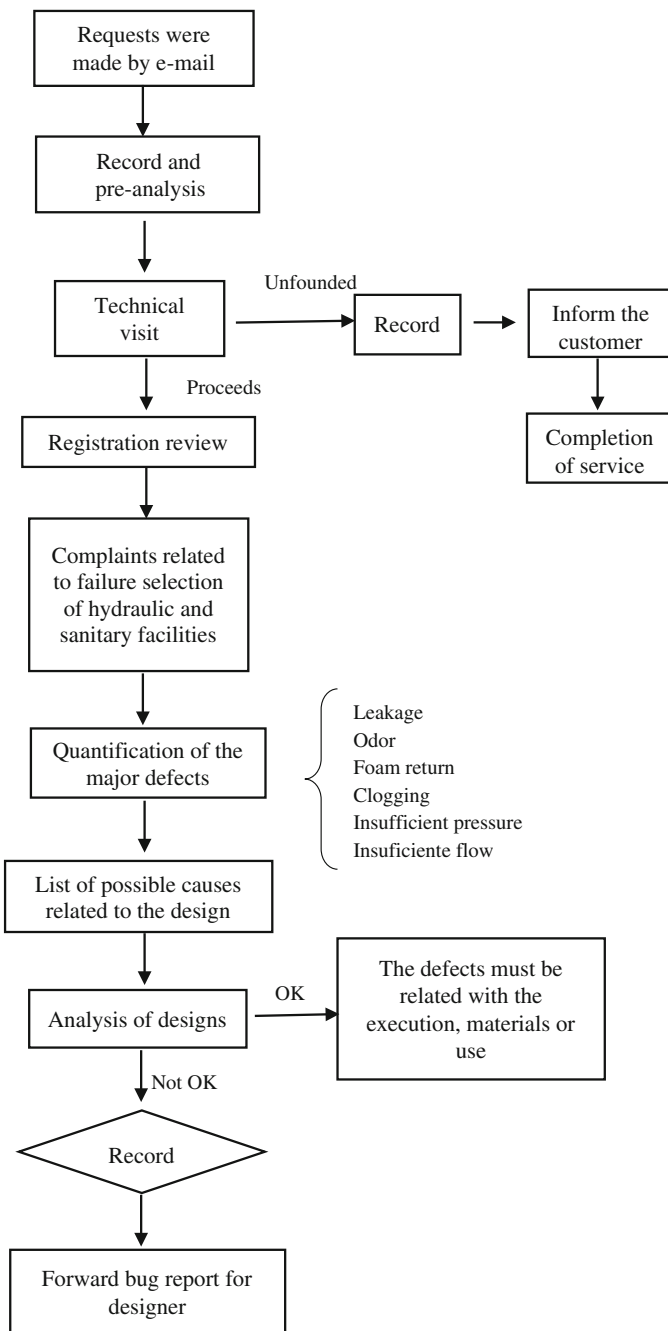 Requests were
made by e-mail
Record and
pre-analysis
Unfounded
Technical
visit
Record
Inform the
customer
Proceeds
Registration review
Completion
of service
Complaints related
to failure selection
of hydraulic and
sanitary facilities
Quantification of the
major defects
Leakage
Odor
Foam return
Clogging
Insufficient pressure
Insuficiente flow
List of possible causes
related to the design
Analysis of designs
OK
The defects must be
related with the
execution, materials or
use
Not OK
Record
Forward bug report for
designer